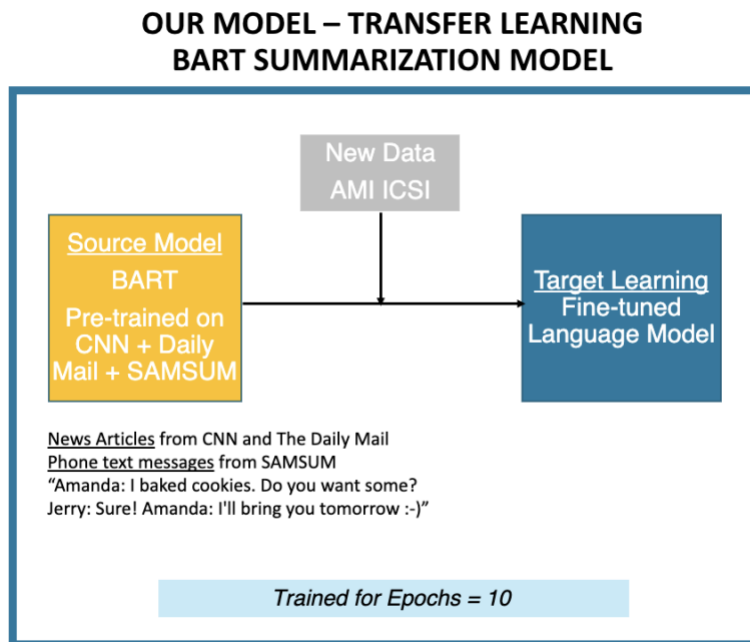 OUR MODEL – TRANSFER LEARNING
BART SUMMARIZATION MODEL
New Data
AMI ICSI
Source Model
BART
Pre-trained on
CNN + Daily
Mail + SAMSUM
Target Learning
Fine-tuned
Language Model
News Articles from CNN and The Daily Mail
Phone text messages from SAMSUM
“Amanda: I baked cookies. Do you want some?
Jerry: Sure! Amanda: I'll bring you tomorrow :-)”
Trained for Epochs = 10